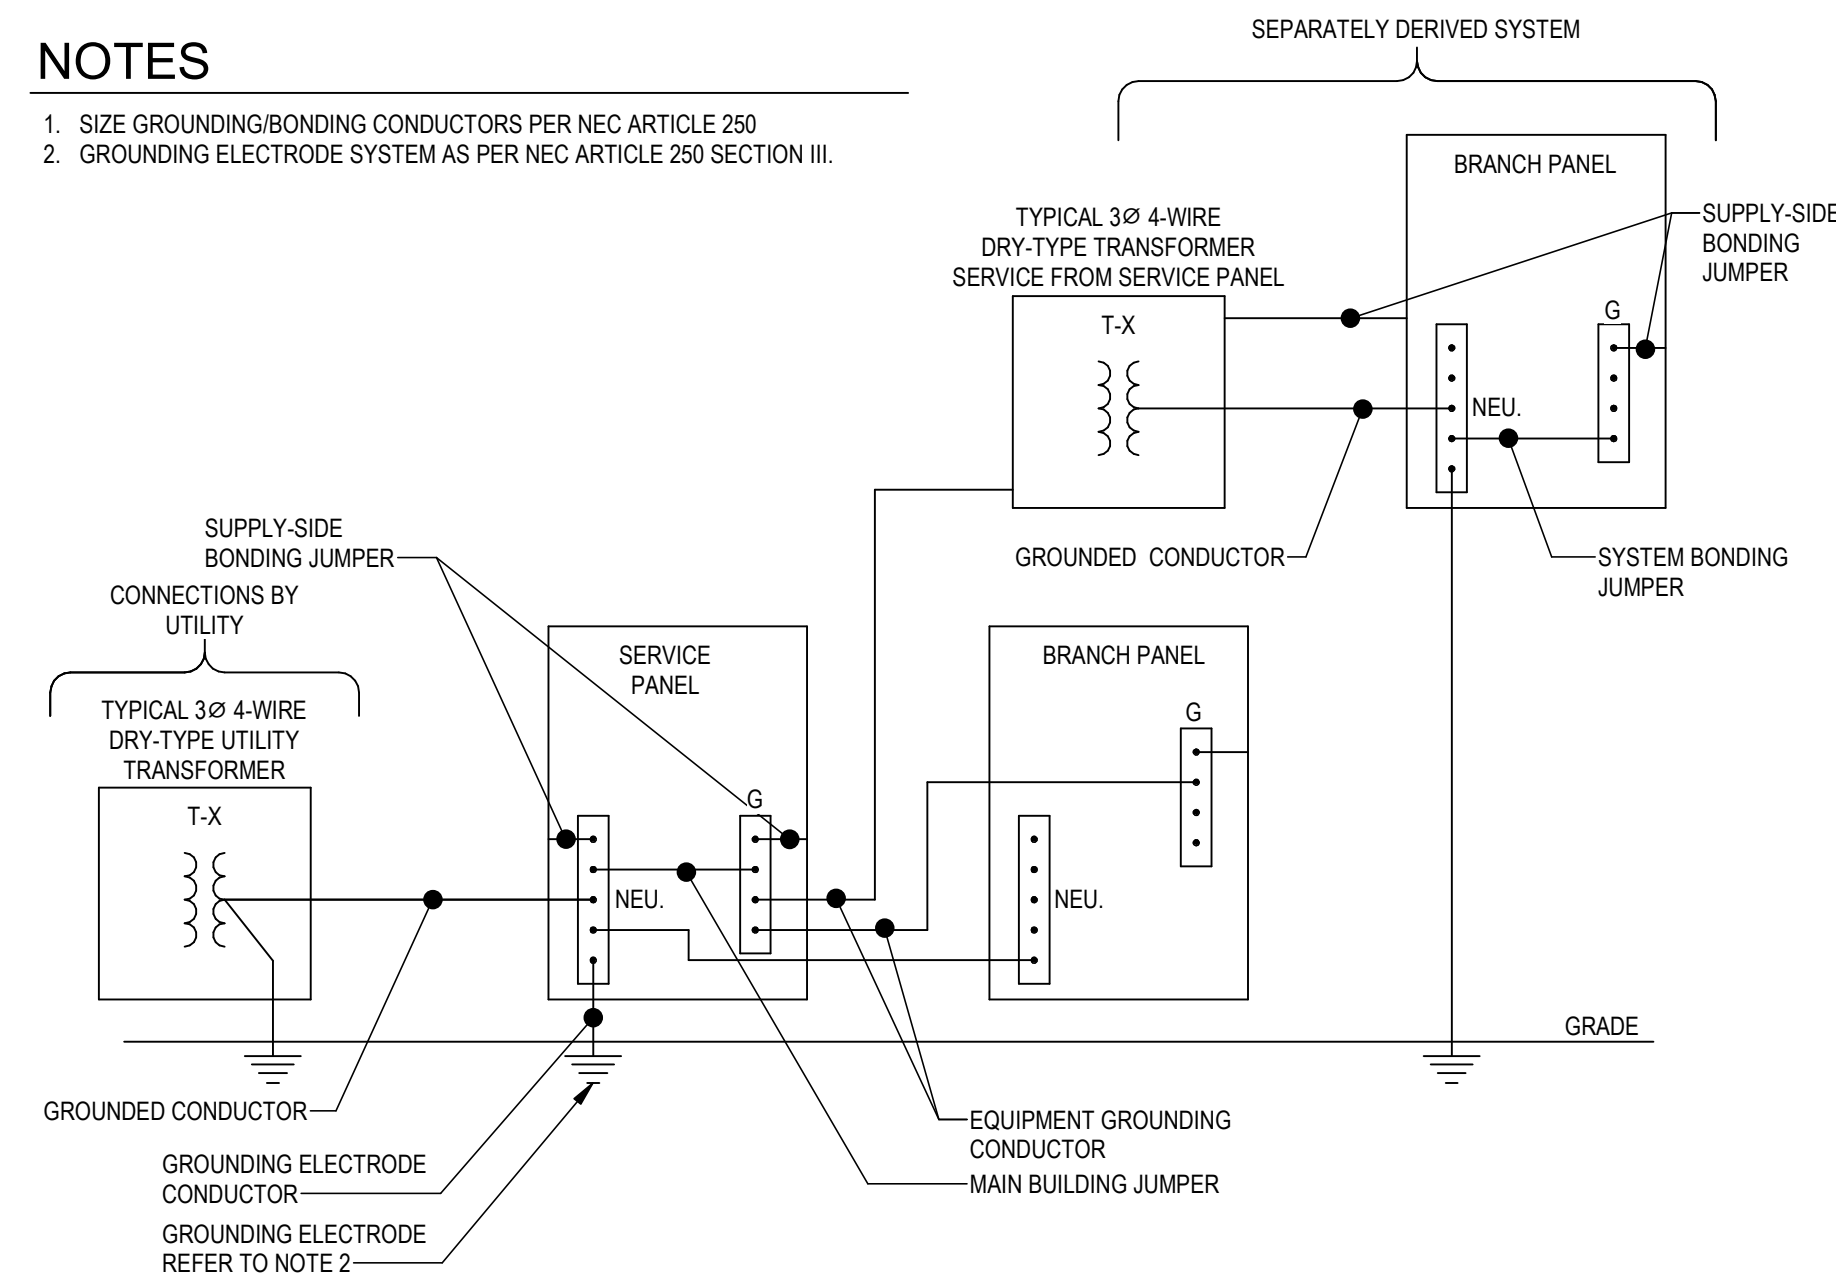 NOTES
1. SIZE GROUNDING/BONDING CONDUCTORS PER NEC ARTICLE 250
2. GROUNDING ELECTRODE SYSTEM AS PER NEC ARTICLE 250 SECTION III.
SEPARATELY DERIVED SYSTEM
BRANCH PANEL
TYPICAL 3Ø 4-WIRE
DRY-TYPE TRANSFORMER
SERVICE FROM SERVICE PANEL
T-X
SUPPLY-SIDE
BONDING
JUMPER
G
NEU.
GROUNDED CONDUCTOR
SYSTEM BONDING
JUMPER
SUPPLY-SIDE
BONDING JUMPER
CONNECTIONS BY
UTILITY
TYPICAL 3Ø 4-WIRE
DRY-TYPE UTILITY
TRANSFORMER
T-X
SERVICE
PANEL
G
NEU.
BRANCH PANEL
G
NEU.
GRADE
GROUNDED CONDUCTOR
GROUNDING ELECTRODE
CONDUCTOR
GROUNDING ELECTRODE
REFER TO NOTE 2
EQUIPMENT GROUNDING
CONDUCTOR
MAIN BUILDING JUMPER